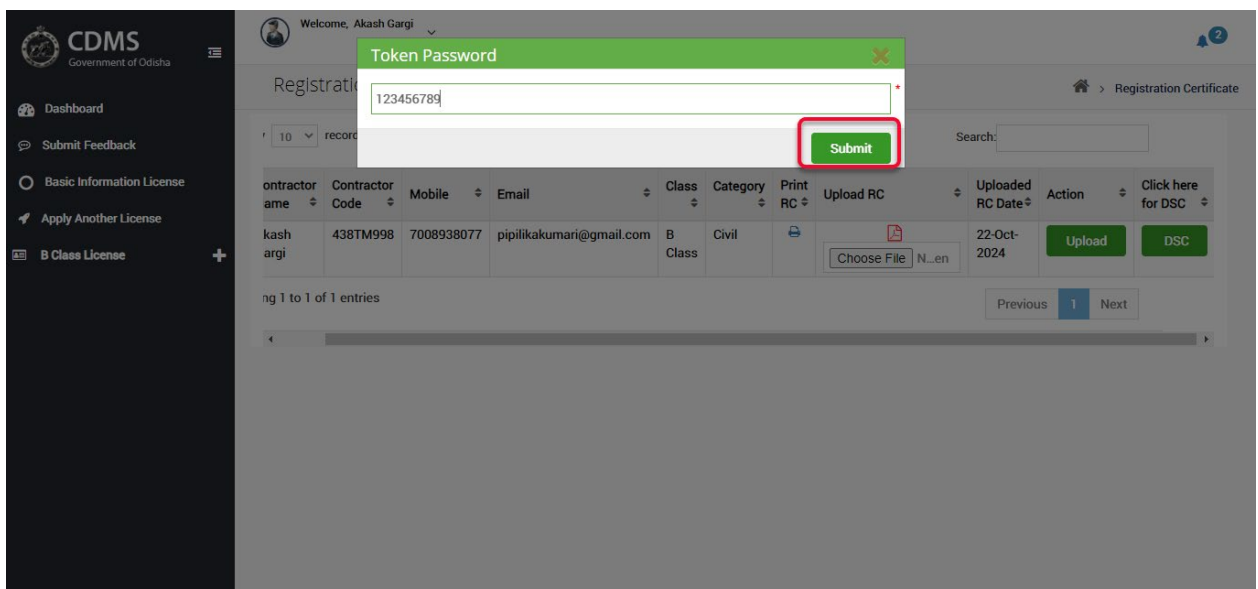 CDMS
Government of Odisha
Welcome, Akash Gargi
2
Token Password
Registratio
123456789
*
> Registration Certificate
Dashboard
Submit Feedback
Basic Information License
Apply Another License
B Class License
10 record
Submit
Search:
ontractor ame Contractor Code Mobile Email Class Category Print RC Upload RC Uploaded RC Date Action Click here for DSC
kash argi 438TM998 7008938077 pipilikakumari@gmail.com B Class Civil Choose File N...en 22-Oct-2024 Upload DSC
ng 1 to 1 of 1 entries
Previous 1 Next